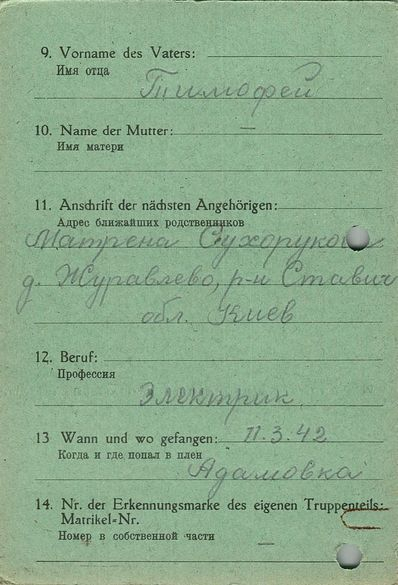 9. Vorname des Vaters:
Имя отца
Тимофей
10. Name der Mutter: —
Имя матери
11. Anschrift der nächsten Angehörigen:
Адрес ближайших родственников
Матрена Сухорукова
д. Журавлево, р-н Ставич
обл. Киев
12. Beruf:
Профессия
Электрик
13 Wann und wo gefangen: 11.3.42
Когда и где попал в плен
Адамовка
14. Nr. der Erkennungsmarke des eigenen Truppenteils:
Matrikel=Nr.
Номер в собственной части —